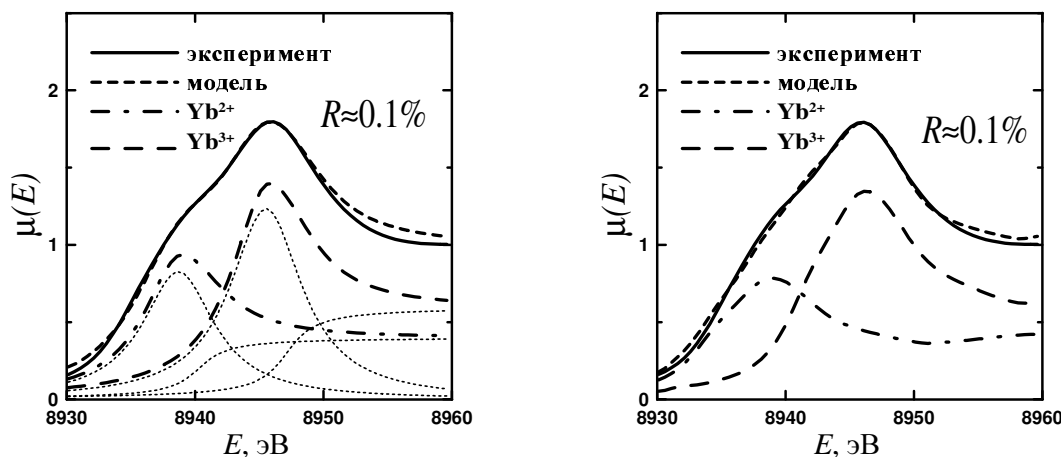 эксперимент
модель
Yb²⁺
Yb³⁺
R≈0.1%
μ(E)
2
1
0
8930 8940 8950 8960
E, эВ
эксперимент
модель
Yb²⁺
Yb³⁺
R≈0.1%
μ(E)
2
1
0
8930 8940 8950 8960
E, эВ